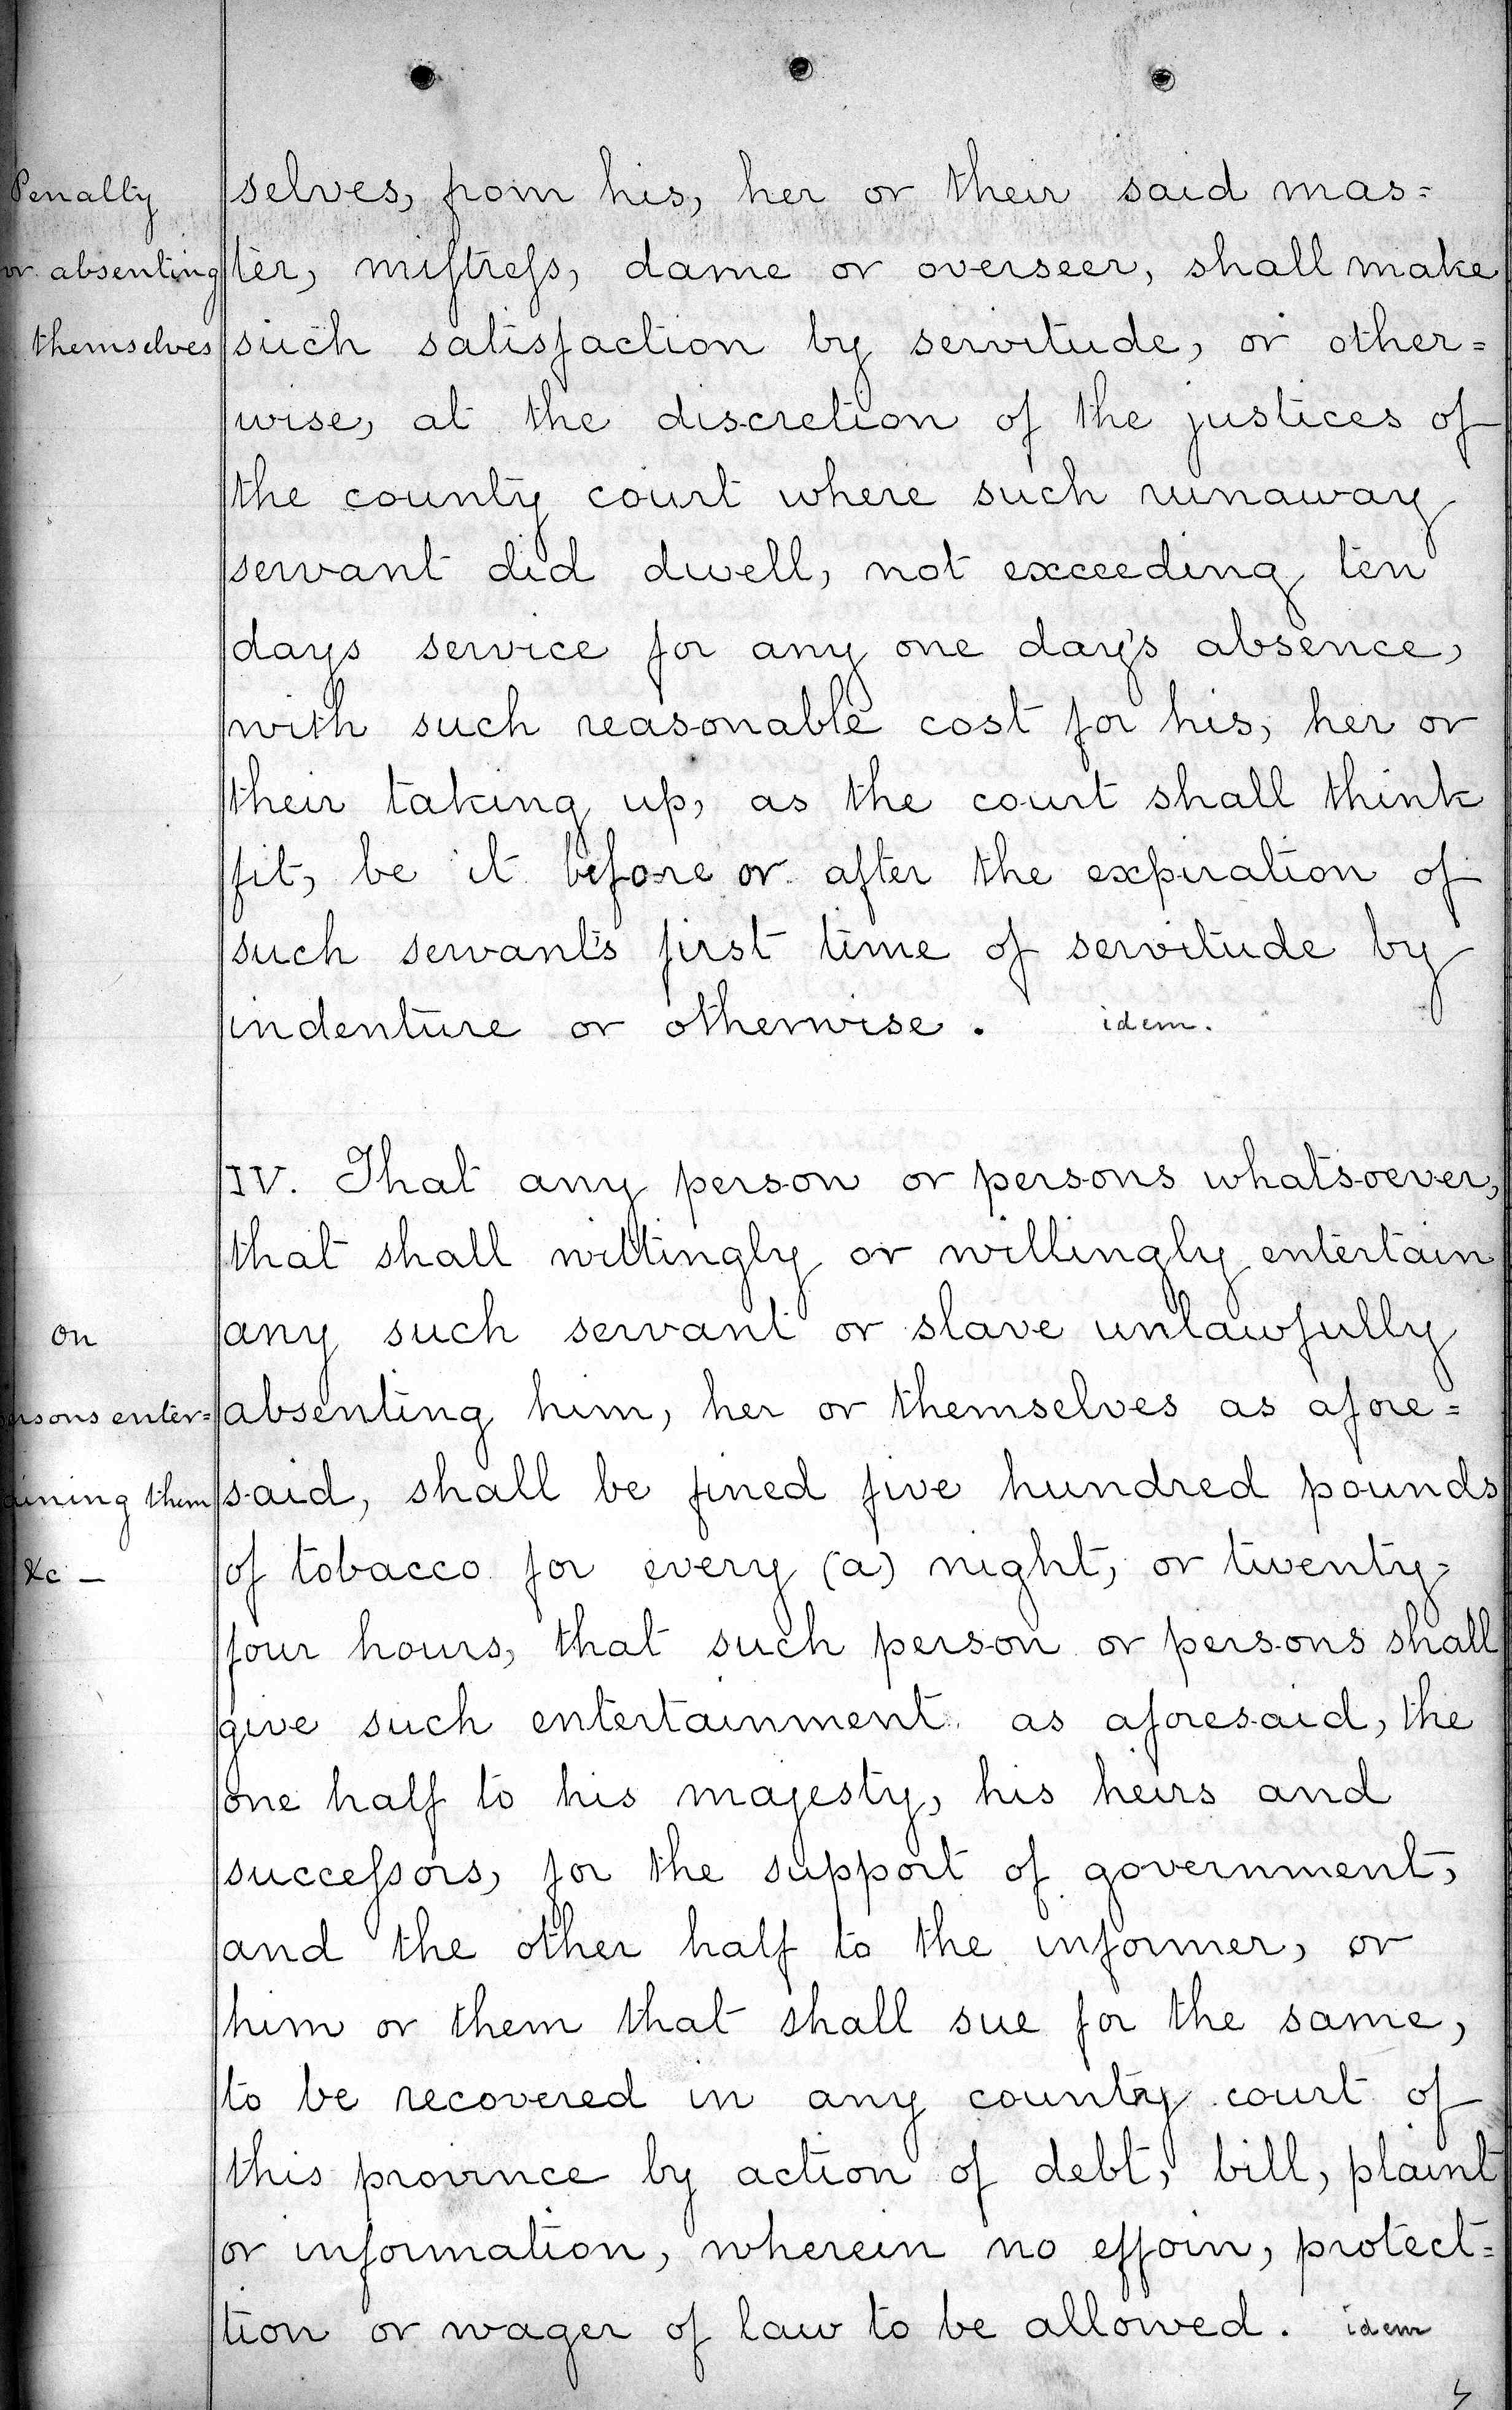 Penalty
or absenting
themselves
selves, from his, her or their said mas=
ter, miſtreſs, dame or overseer, shall make
such satisfaction by servitude, or other=
wise, at the discretion of the justices of
the county court where such runaway
servant did dwell, not exceeding ten
days service for any one day's absence,
with such reasonable cost for his, her or
their taking up, as the court shall think
fit, be it before or after the expiration of
such servant's first time of servitude by
indenture or otherwise. idem.
IV. That any person or persons whatsoever,
that shall wittingly or willingly entertain
on
any such servant or slave unlawfully
ersons enter=
absenting him, her or themselves as afore=
aining them
said, shall be fined five hundred pounds
&c —
of tobacco for every (a) night, or twenty=
four hours, that such person or persons shall
give such entertainment as aforesaid, the
one half to his majesty, his heirs and
succeſsors, for the support of government,
and the other half to the informer, or
him or them that shall sue for the same,
to be recovered in any county court of
this province by action of debt, bill, plaint
or information, wherein no eſſoin, protect=
tion or wager of law to be allowed. idem